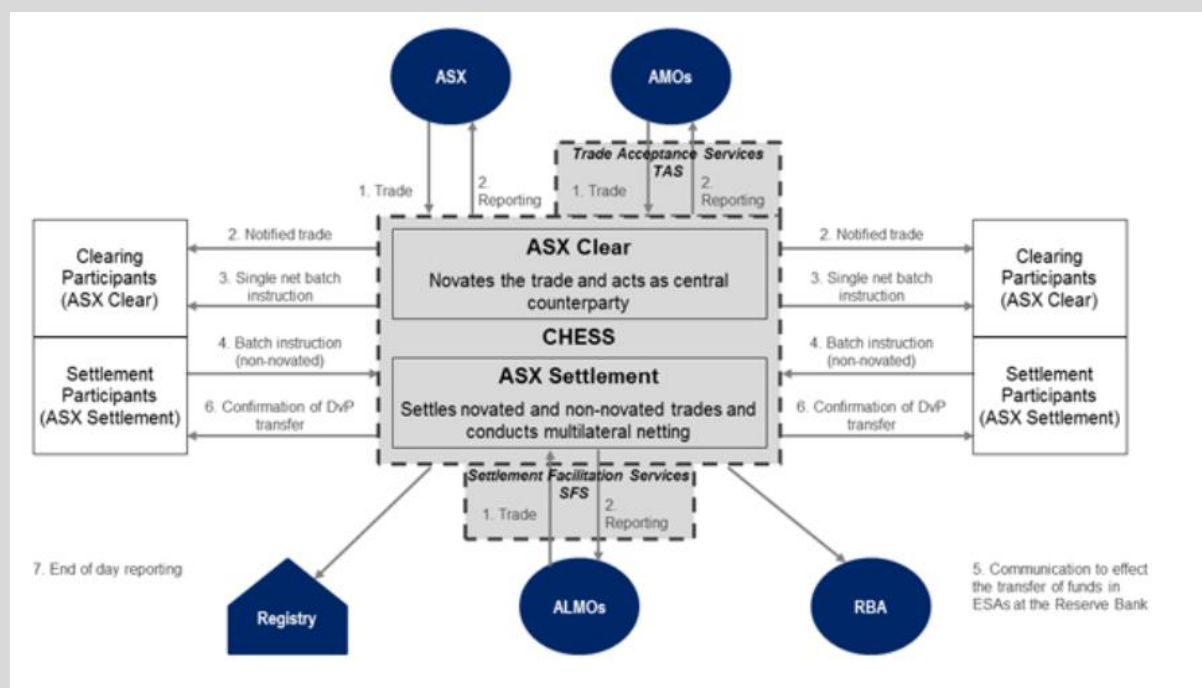 ASX
AMOs
Trade Acceptance Services
TAS
1. Trade
2.
Reporting
1. Trade
2.
Reporting
Clearing
Participants
(ASX Clear)
Settlement
Participants
(ASX Settlement)
2. Notified trade
3. Single net batch
instruction
4. Batch instruction
(non-novated)
6. Confirmation of DvP
transfer
ASX Clear
Novates the trade and acts as central
counterparty
CHESS
ASX Settlement
Settles novated and non-novated trades and
conducts multilateral netting
2. Notified trade
3. Single net batch
instruction
4. Batch instruction
(non-novated)
6. Confirmation of DvP
transfer
Clearing
Participants
(ASX Clear)
Settlement
Participants
(ASX Settlement)
Settlement Facilitation Services
SFS
1. Trade
2.
Reporting
7. End of day reporting
Registry
ALMOs
RBA
5. Communication to effect
the transfer of funds in
ESAs at the Reserve Bank